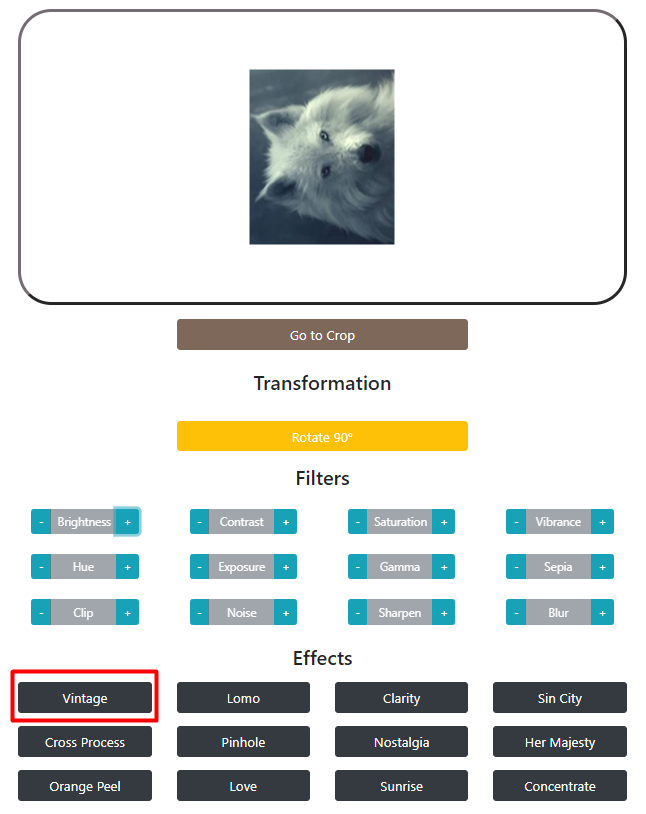 Go to Crop
Transformation
Rotate 90°
Filters
- Brightness + - Contrast + - Saturation + - Vibrance +
- Hue + - Exposure + - Gamma + - Sepia +
- Clip + - Noise + - Sharpen + - Blur +
Effects
Vintage Lomo Clarity Sin City
Cross Process Pinhole Nostalgia Her Majesty
Orange Peel Love Sunrise Concentrate